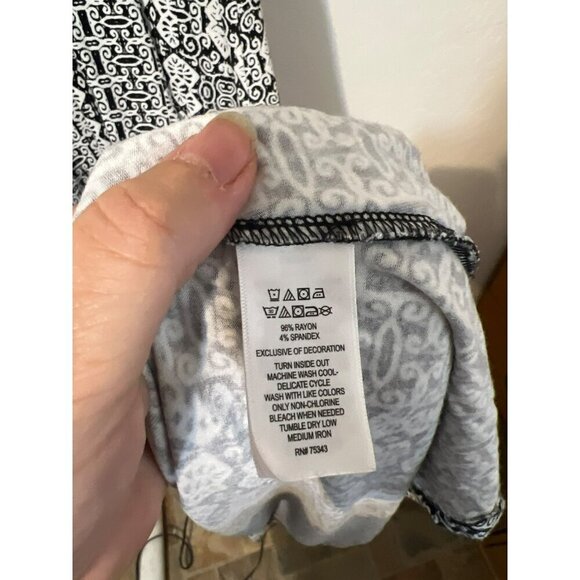 96% RAYON
4% SPANDEX
EXCLUSIVE OF DECORATION
TURN INSIDE OUT
MACHINE WASH COOL-
DELICATE CYCLE
WASH WITH LIKE COLORS
ONLY NON-CHLORINE
BLEACH WHEN NEEDED
TUMBLE DRY LOW
MEDIUM IRON
RN# 75343